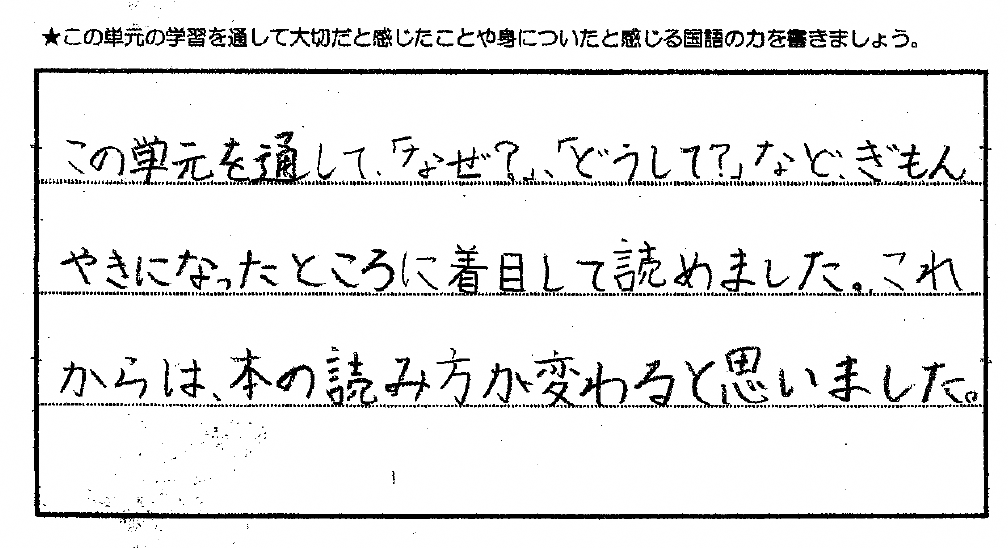 ★この単元の学習を通して大切だと感じたことや身についたと感じる国語の力を書きましょう。
この単元を通して、「なぜ？」、「どうして？」など、ぎもん
やきになったところに着目して読めました。これ
からは、本の読み方が変わると思いました。